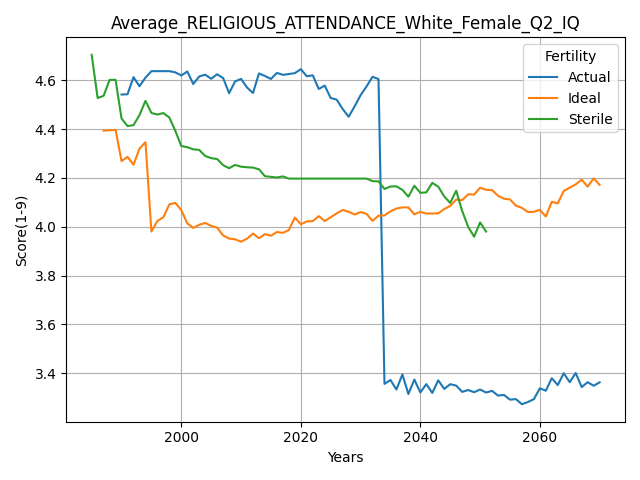 Average_RELIGIOUS_ATTENDANCE_White_Female_Q2_IQ
Fertility
Actual
Ideal
Sterile
Score(1-9)
4.6
4.4
4.2
4.0
3.8
3.6
3.4
2000
2020
2040
2060
Years